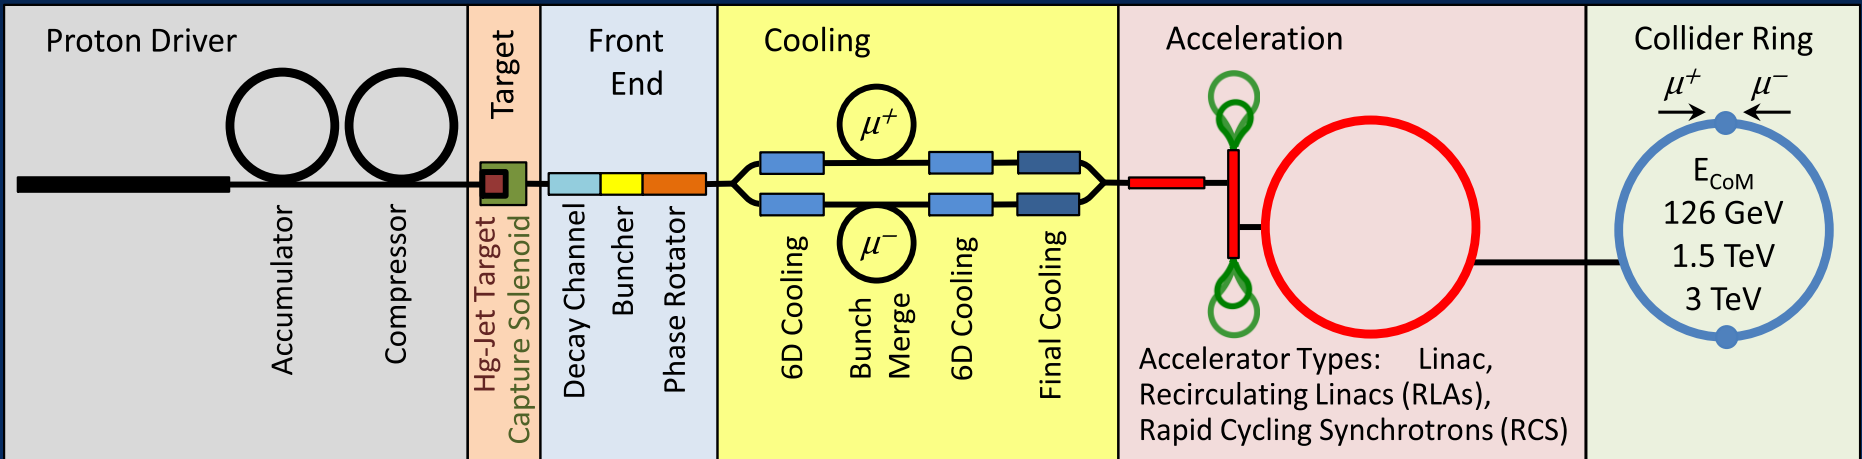 Proton Driver
Accumulator
Compressor
Target
Hg-Jet Target
Capture Solenoid
Front
End
Decay Channel
Buncher
Phase Rotator
Cooling
μ+
μ−
6D Cooling
Bunch
Merge
6D Cooling
Final Cooling
Acceleration
Accelerator Types: Linac,
Recirculating Linacs (RLAs),
Rapid Cycling Synchrotrons (RCS)
Collider Ring
μ+ μ−
ECoM
126 GeV
1.5 TeV
3 TeV